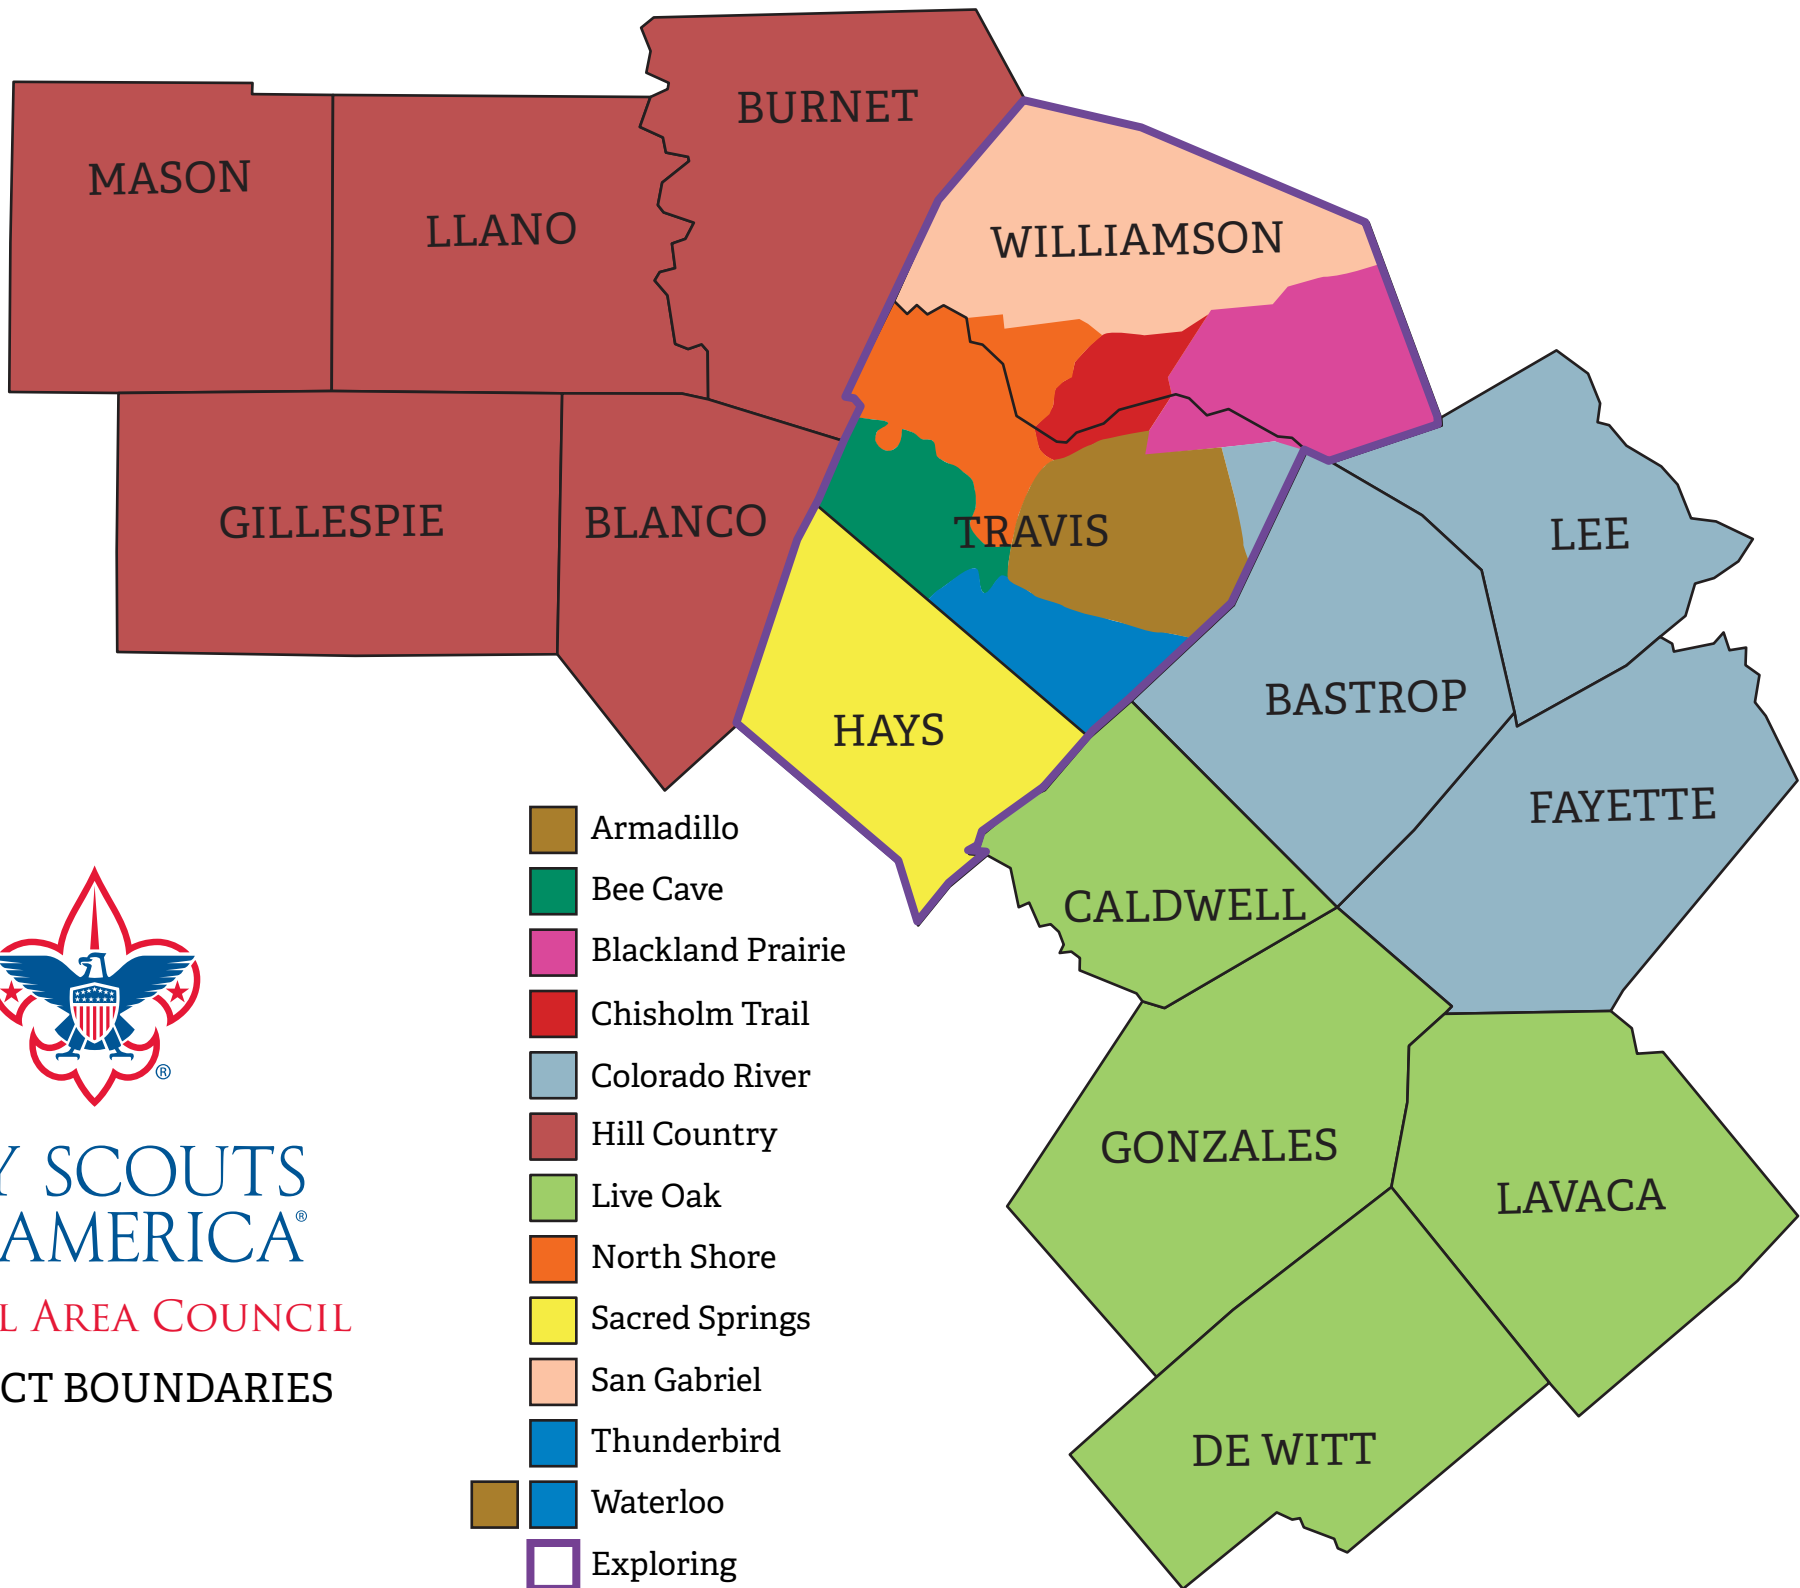 BURNET
MASON
LLANO
WILLIAMSON
GILLESPIE
BLANCO
TRAVIS
LEE
BASTROP
HAYS
FAYETTE
CALDWELL
GONZALES
LAVACA
DE WITT
Armadillo
Bee Cave
Blackland Prairie
Chisholm Trail
Colorado River
Hill Country
Live Oak
North Shore
Sacred Springs
San Gabriel
Thunderbird
Waterloo
Exploring
®
Y SCOUTS
AMERICA®
L AREA COUNCIL
CT BOUNDARIES